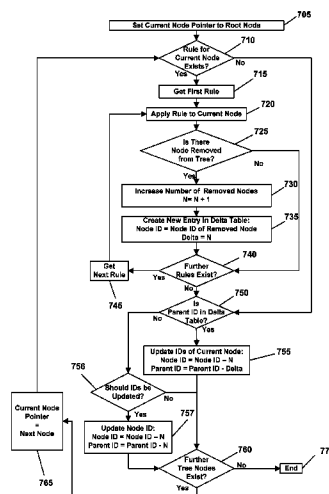 Set Current Node Pointer to Root Node
705
Rule for
Current Node
Exists?
710
No
Yes
Get First Rule
715
Apply Rule to Current Node
720
Is There
Node Removed
from Tree?
725
No
Yes
Increase Number of Removed Nodes
N= N + 1
730
Create New Entry in Delta Table:
Node ID = Node ID of Removed Node
Delta = N
735
Further
Rules Exist?
740
Yes
No
Get
Next Rule
745
Is
Parent ID in Delta
Table?
750
No
Yes
Update IDs of Current Node:
Node ID = Node ID – N
Parent ID = Parent ID - Delta
755
756
Should IDs be
Updated?
No
Yes
757
Update Node ID:
Node ID = Node ID – N
Parent ID = Parent ID - N
Current Node
Pointer
=
Next Node
765
Further
Tree Nodes
Exist?
760
No
Yes
End
77